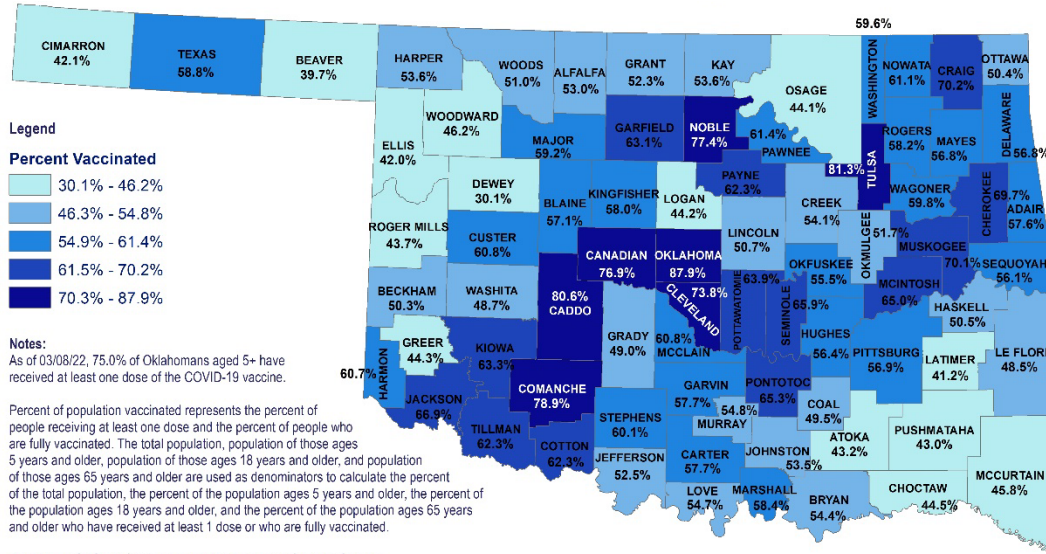 59.6%
CIMARRON
42.1%
TEXAS
58.8%
BEAVER
39.7%
HARPER
53.6%
WOODS
51.0%
ALFALFA
53.0%
GRANT
52.3%
KAY
53.6%
OSAGE
44.1%
WASHINGTON
NOWATA
61.1%
CRAIG
70.2%
OTTAWA
50.4%
WOODWARD
46.2%
ELLIS
42.0%
MAJOR
59.2%
GARFIELD
63.1%
NOBLE
77.4%
61.4%
PAWNEE
ROGERS
58.2%
MAYES
56.8%
DELAWARE
56.8%
81.3%
TULSA
DEWEY
30.1%
BLAINE
57.1%
KINGFISHER
58.0%
LOGAN
44.2%
PAYNE
62.3%
CREEK
54.1%
WAGONER
59.8%
CHEROKEE
69.7%
ADAIR
57.6%
ROGER MILLS
43.7%
CUSTER
60.8%
CANADIAN
76.9%
OKLAHOMA
87.9%
LINCOLN
50.7%
OKMULGEE
51.7%
MUSKOGEE
70.1%
SEQUOYAH
56.1%
OKFUSKEE
55.5%
MCINTOSH
65.0%
BECKHAM
50.3%
WASHITA
48.7%
80.6%
CADDO
73.8%
CLEVELAND
POTTAWATOMIE
63.9%
SEMINOLE
65.9%
HUGHES
56.4%
HASKELL
50.5%
GRADY
49.0%
60.8%
MCCLAIN
PITTSBURG
56.9%
LATIMER
41.2%
LE FLORE
48.5%
GREER
44.3%
KIOWA
63.3%
60.7%
HARMON
JACKSON
66.9%
COMANCHE
78.9%
TILLMAN
62.3%
COTTON
62.3%
STEPHENS
60.1%
GARVIN
57.7%
54.8%
MURRAY
PONTOTOC
65.3%
COAL
49.5%
ATOKA
43.2%
PUSHMATAHA
43.0%
MCCURTAIN
45.8%
JEFFERSON
52.5%
CARTER
57.7%
JOHNSTON
53.5%
LOVE
54.7%
MARSHALL
58.4%
BRYAN
54.4%
CHOCTAW
44.5%
Legend
Percent Vaccinated
30.1% - 46.2%
46.3% - 54.8%
54.9% - 61.4%
61.5% - 70.2%
70.3% - 87.9%
Notes:
As of 03/08/22, 75.0% of Oklahomans aged 5+ have
received at least one dose of the COVID-19 vaccine.
Percent of population vaccinated represents the percent of
people receiving at least one dose and the percent of people who
are fully vaccinated. The total population, population of those ages
5 years and older, population of those ages 18 years and older, and population
of those ages 65 years and older are used as denominators to calculate the percent
of the total population, the percent of the population ages 5 years and older, the percent of
the population ages 18 years and older, and the percent of the population ages 65 years
and older who have received at least 1 dose or who are fully vaccinated.